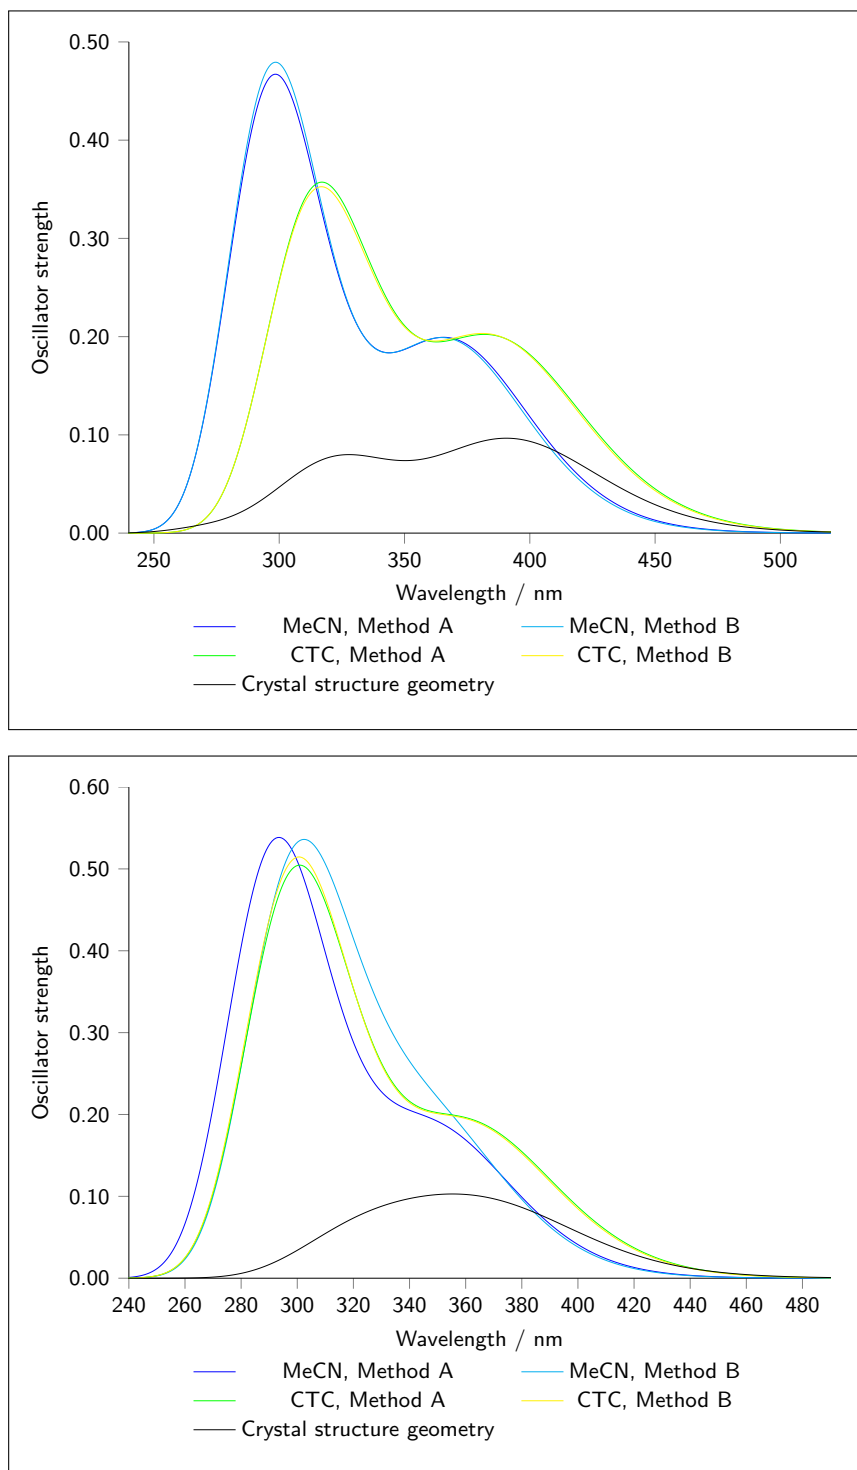 0.50
0.40
0.30
0.20
0.10
0.00
Oscillator strength
250 300 350 400 450 500
Wavelength / nm
MeCN, Method A MeCN, Method B
CTC, Method A CTC, Method B
Crystal structure geometry
0.60
0.50
0.40
0.30
0.20
0.10
0.00
Oscillator strength
240 260 280 300 320 340 360 380 400 420 440 460 480
Wavelength / nm
MeCN, Method A MeCN, Method B
CTC, Method A CTC, Method B
Crystal structure geometry